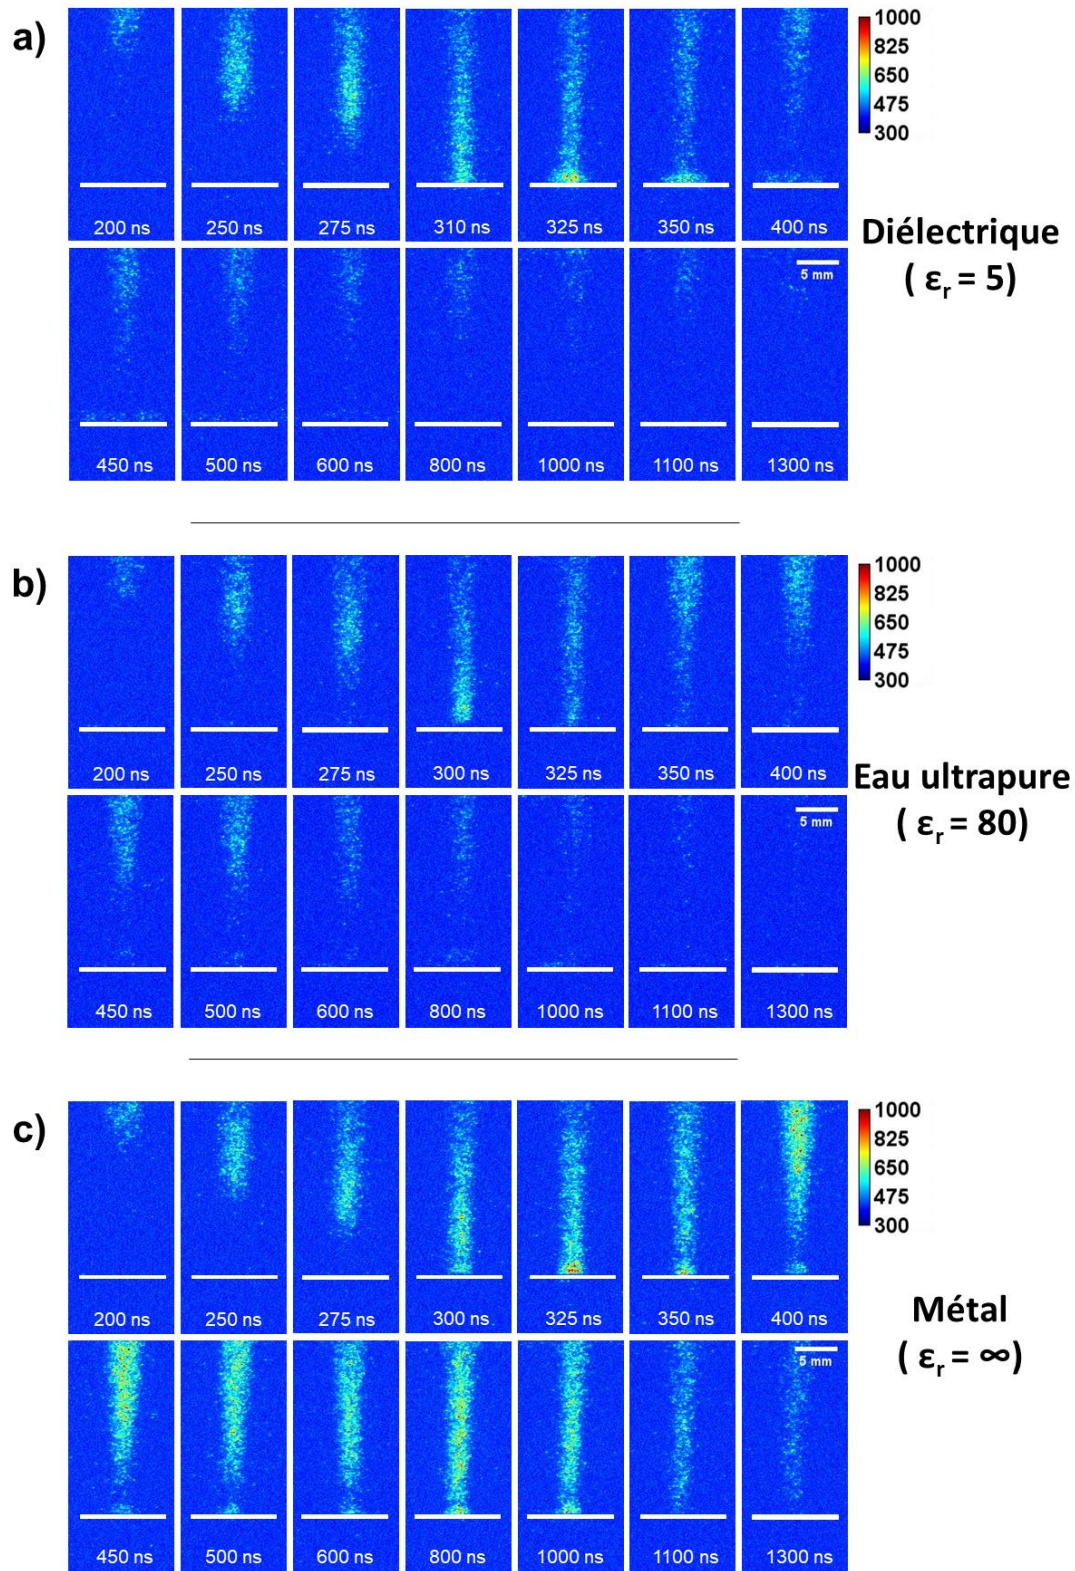 a)
1000
825
650
475
300
200 ns 250 ns 275 ns 310 ns 325 ns 350 ns 400 ns
Diélectrique
( εr = 5)
5 mm
450 ns 500 ns 600 ns 800 ns 1000 ns 1100 ns 1300 ns
b)
1000
825
650
475
300
200 ns 250 ns 275 ns 300 ns 325 ns 350 ns 400 ns
Eau ultrapure
( εr = 80)
5 mm
450 ns 500 ns 600 ns 800 ns 1000 ns 1100 ns 1300 ns
c)
1000
825
650
475
300
200 ns 250 ns 275 ns 300 ns 325 ns 350 ns 400 ns
Métal
( εr = ∞)
5 mm
450 ns 500 ns 600 ns 800 ns 1000 ns 1100 ns 1300 ns